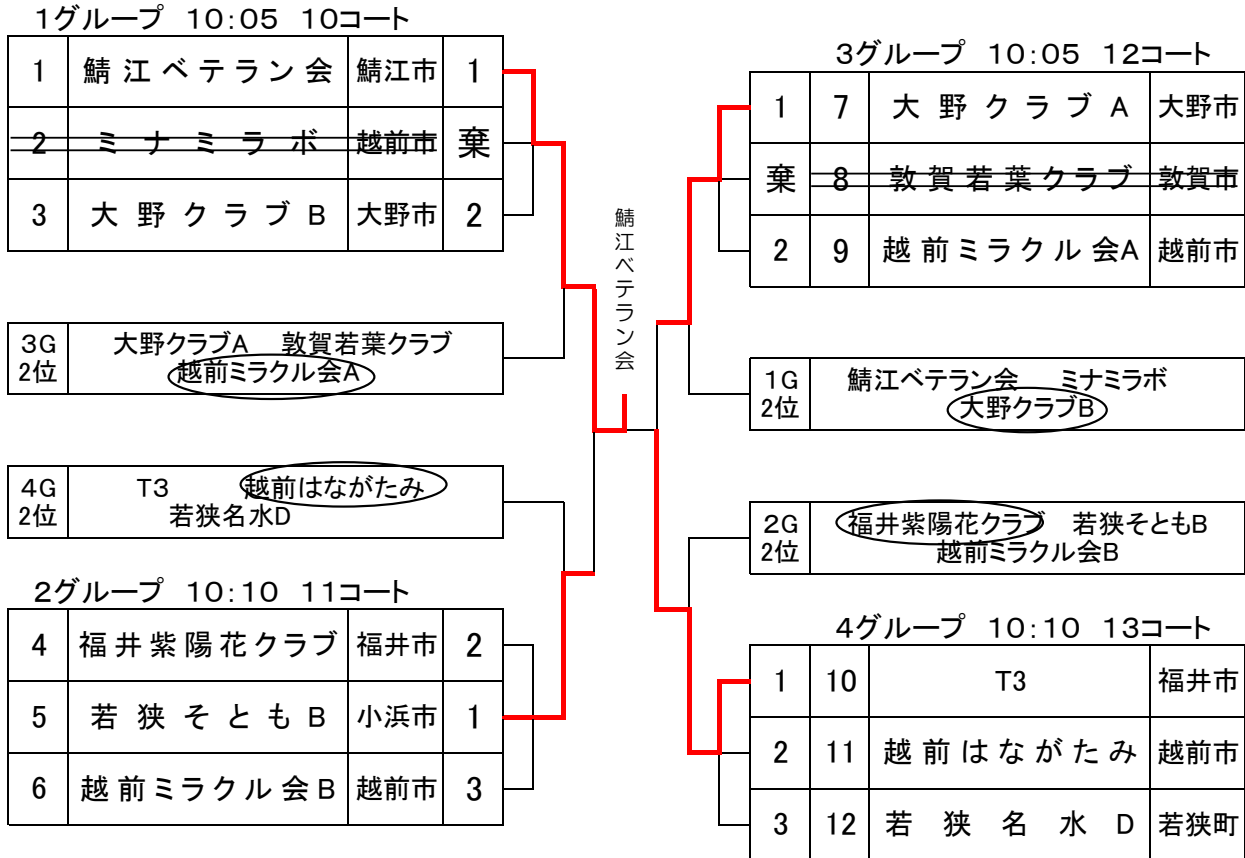 1グループ 10:05 10コート
1 鯖江ベテラン会 鯖江市 1
2 ミナミラボ 越前市 棄
3 大野クラブB 大野市 2
3G 大野クラブA 敦賀若葉クラブ
2位 越前ミラクル会A
4G T3 越前はながたみ
2位 若狭名水D
2グループ 10:10 11コート
4 福井紫陽花クラブ 福井市 2
5 若狭そともB 小浜市 1
6 越前ミラクル会B 越前市 3
鯖江ベテラン会
3グループ 10:05 12コート
1 7 大野クラブA 大野市
棄 8 敦賀若葉クラブ 敦賀市
2 9 越前ミラクル会A 越前市
1G 鯖江ベテラン会 ミナミラボ
2位 大野クラブB
2G 福井紫陽花クラブ 若狭そともB
2位 越前ミラクル会B
4グループ 10:10 13コート
1 10 T3 福井市
2 11 越前はながたみ 越前市
3 12 若狭名水D 若狭町